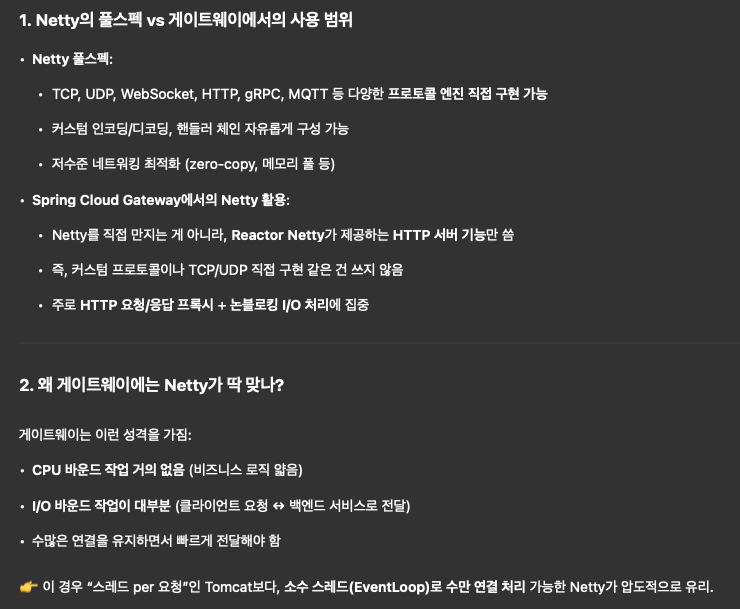 1. Netty의 풀스펙 vs 게이트웨이에서의 사용 범위
• Netty 풀스펙:
• TCP, UDP, WebSocket, HTTP, gRPC, MQTT 등 다양한 프로토콜 엔진 직접 구현 가능
• 커스텀 인코딩/디코딩, 핸들러 체인 자유롭게 구성 가능
• 저수준 네트워킹 최적화 (zero-copy, 메모리 풀 등)
• Spring Cloud Gateway에서의 Netty 활용:
• Netty를 직접 만지는 게 아니라, Reactor Netty가 제공하는 HTTP 서버 기능만 씀
• 즉, 커스텀 프로토콜이나 TCP/UDP 직접 구현 같은 건 쓰지 않음
• 주로 HTTP 요청/응답 프록시 + 논블로킹 I/O 처리에 집중
2. 왜 게이트웨이에는 Netty가 딱 맞나?
게이트웨이는 이런 성격을 가짐:
• CPU 바운드 작업 거의 없음 (비즈니스 로직 얇음)
• I/O 바운드 작업이 대부분 (클라이언트 요청 ↔ 백엔드 서비스로 전달)
• 수많은 연결을 유지하면서 빠르게 전달해야 함
👉 이 경우 “스레드 per 요청”인 Tomcat보다, 소수 스레드(EventLoop)로 수만 연결 처리 가능한 Netty가 압도적으로 유리.